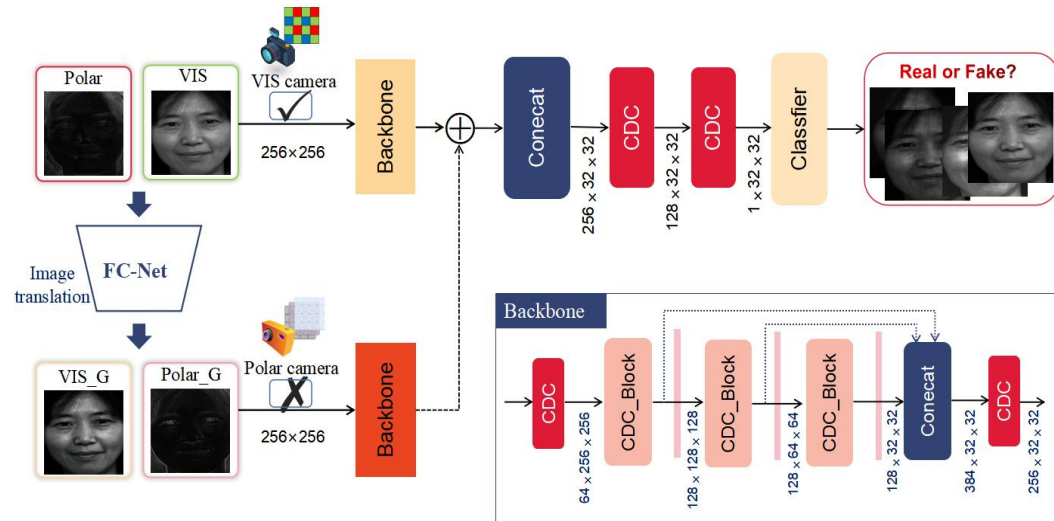 Polar
VIS
VIS camera
256×256
Backbone
Conecat
256 × 32 × 32
CDC
128 × 32 × 32
CDC
1 × 32 × 32
Classfier
Real or Fake?
Image
translation
FC-Net
VIS_G
Polar_G
Polar camera
256×256
Backbone
Backbone
CDC
64 × 256 × 256
CDC_Block
128 × 128 × 128
CDC_Block
128 × 64 × 64
CDC_Block
128 × 32 × 32
Conecat
384 × 32 × 32
CDC
256 × 32 × 32